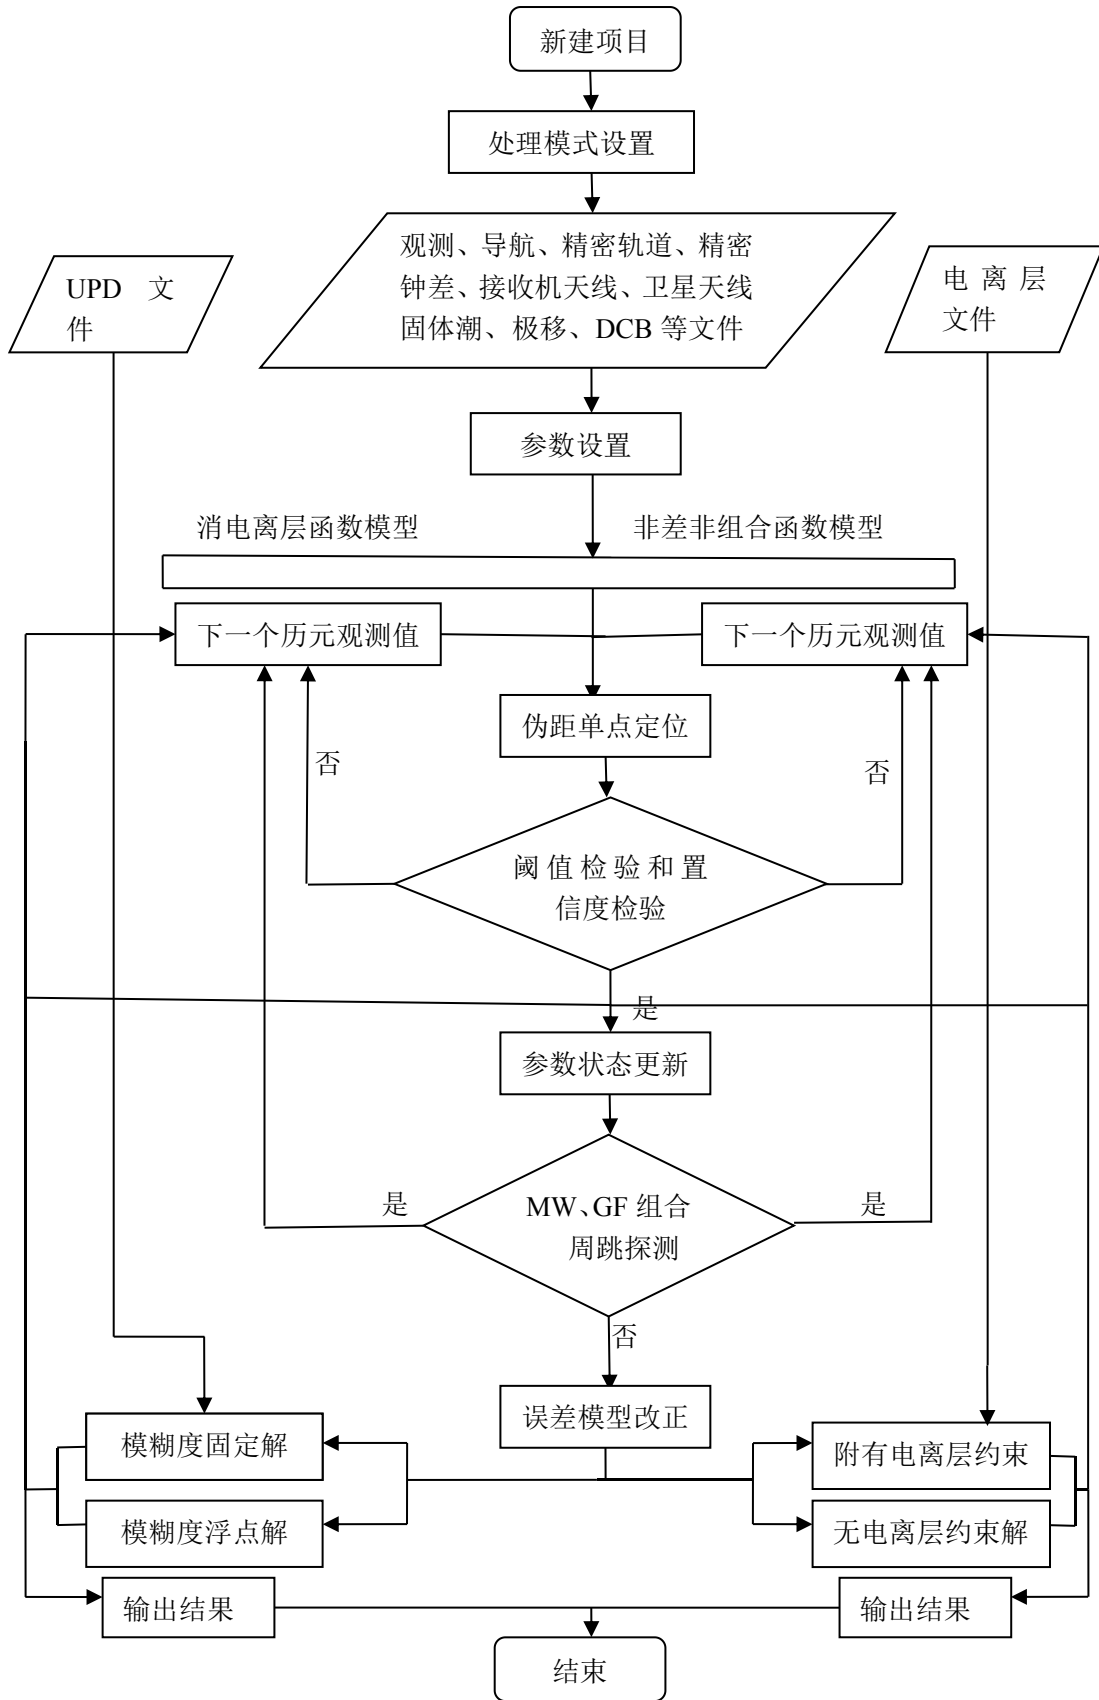 新建项目
处理模式设置
观测、导航、精密轨道、精密
钟差、接收机天线、卫星天线
固体潮、极移、DCB 等文件
UPD 文
件
电离层
文件
参数设置
消电离层函数模型
非差非组合函数模型
下一个历元观测值
下一个历元观测值
伪距单点定位
否
否
阈值检验和置
信度检验
是
参数状态更新
是
MW、GF 组合
周跳探测
是
否
误差模型改正
模糊度固定解
附有电离层约束
模糊度浮点解
无电离层约束解
输出结果
输出结果
结束